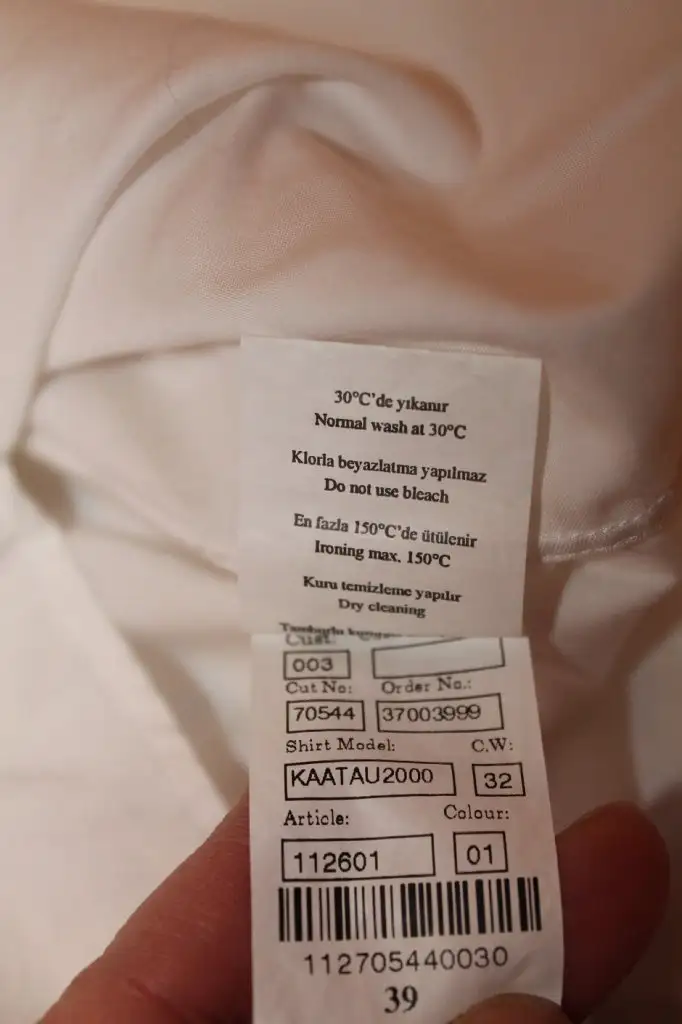 30°C'de yıkanır
Normal wash at 30°C
Klorla beyazlatma yapılmaz
Do not use bleach
En fazla 150°C'de ütülenir
Ironing max. 150°C
Kuru temizleme yapılır
Dry cleaning
Cust.
003
Cut No: Order No.:
70544 37003999
Shirt Model: C.W:
KAATAU2000 32
Article: Colour:
112601 01
112705440030
39